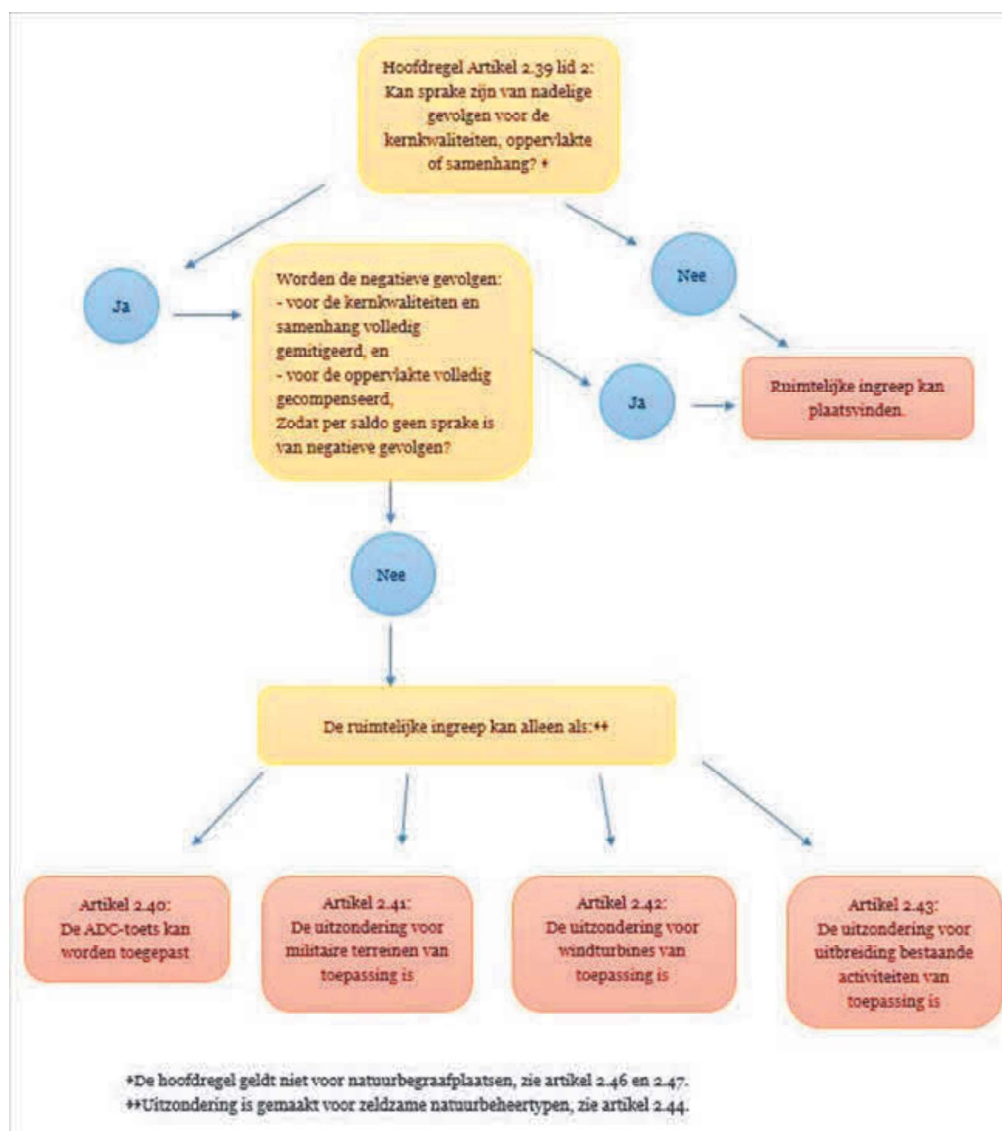 Hoofdregel Artikel 2.39 lid 2:
Kan sprake zijn van nadelige
gevolgen voor de
kernkwaliteiten, oppervlakte
of samenhang? *
Ja
Worden de negatieve gevolgen:
- voor de kernkwaliteiten en
samenhang volledig
gemitigeerd, en
- voor de oppervlakte volledig
gecompenseerd,
Zodat per saldo geen sprake is
van negatieve gevolgen?
Nee
Ja
Ruimtelijke ingreep kan
plaatsvinden.
Nee
De ruimtelijke ingreep kan alleen als:**
Artikel 2.40:
De ADC-toets kan
worden toegepast
Artikel 2.41:
De uitzondering voor
militaire terreinen van
toepassing is
Artikel 2.42:
De uitzondering voor
windturbines van
toepassing is
Artikel 2.43:
De uitzondering voor
uitbreiding bestaande
activiteiten van
toepassing is
*De hoofdregel geldt niet voor natuurbegraafplaatsen, zie artikel 2.46 en 2.47.
**Uitzondering is gemaakt voor zeldzame natuurbeheertypen, zie artikel 2.44.